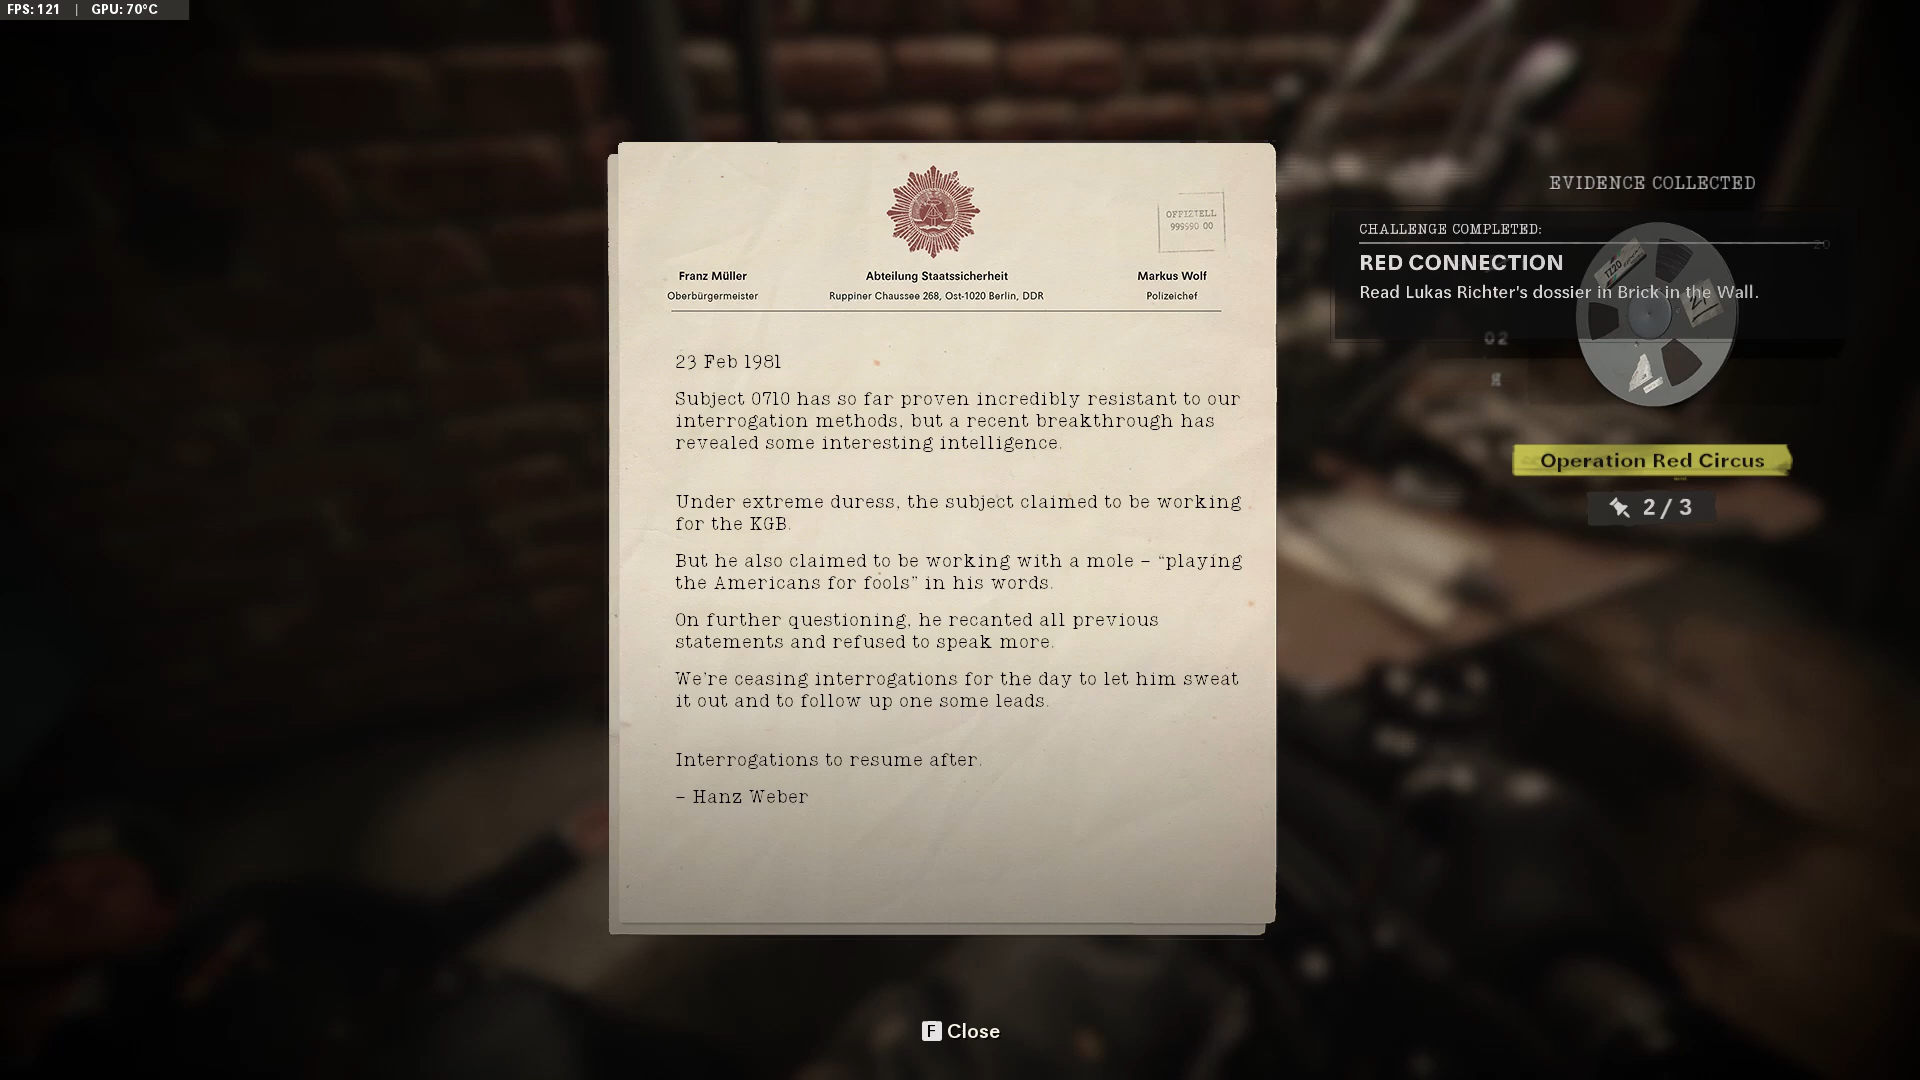 FPS: 121 | GPU: 70°C
OFFIZIELL
999990 00
Franz Müller
Oberbürgermeister
Abteilung Staatssicherheit
Ruppiner Chaussee 268, Ost-1020 Berlin, DDR
Markus Wolf
Polizeichef
23 Feb 1981
Subject 0710 has so far proven incredibly resistant to our
interrogation methods, but a recent breakthrough has
revealed some interesting intelligence.
Under extreme duress, the subject claimed to be working
for the KGB.
But he also claimed to be working with a mole – “playing
the Americans for fools” in his words.
On further questioning, he recanted all previous
statements and refused to speak more.
We're ceasing interrogations for the day to let him sweat
it out and to follow up one some leads.
Interrogations to resume after.
– Hanz Weber
EVIDENCE COLLECTED
CHALLENGE COMPLETED:
20
RED CONNECTION
Read Lukas Richter's dossier in Brick in the Wall.
1720
02
Operation Red Circus
2 / 3
F Close